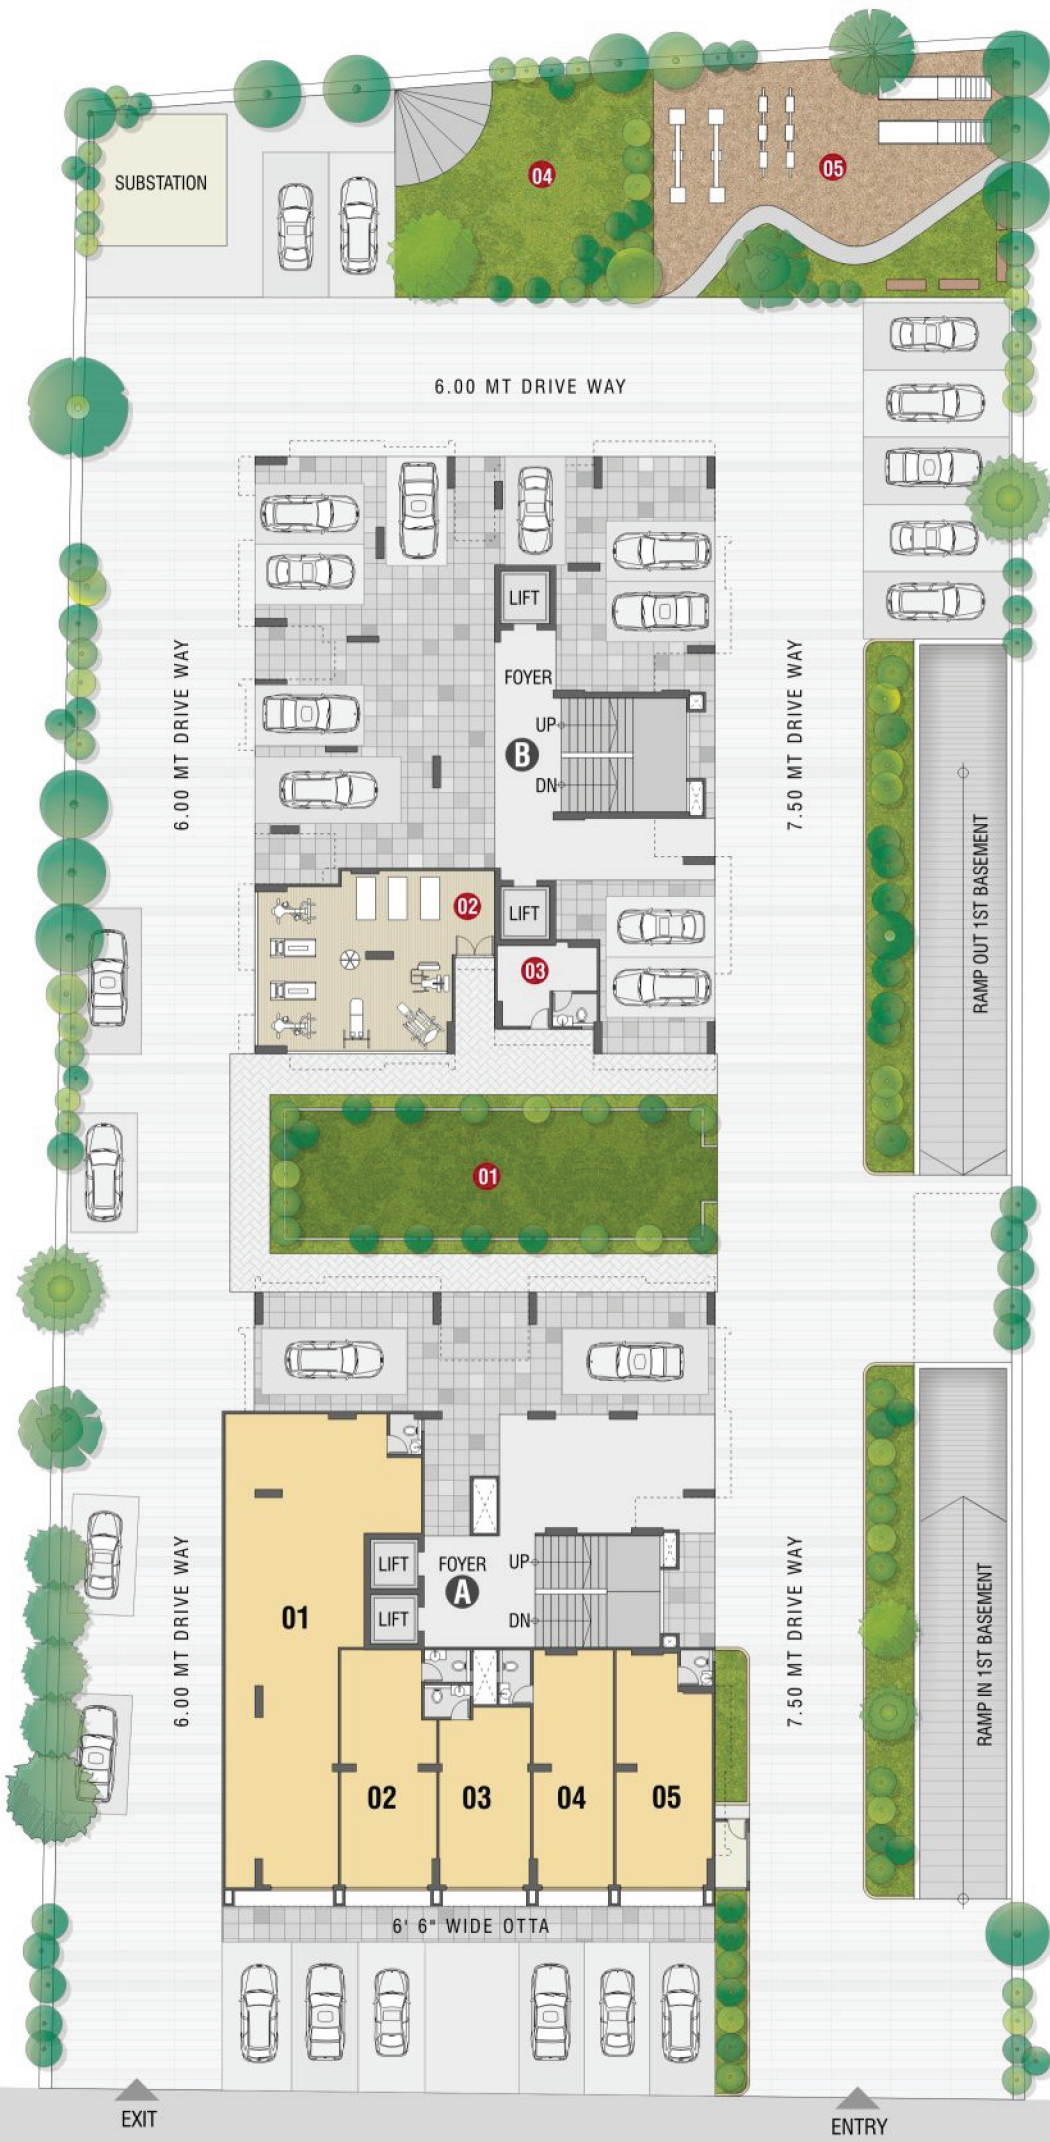 04
05
SUBSTATION
6.00 MT DRIVE WAY
LIFT
FOYER
UP
B
DN
6.00 MT DRIVE WAY
7.50 MT DRIVE WAY
RAMP OUT 1ST BASEMENT
02
LIFT
03
01
LIFT
FOYER
UP
A
LIFT
DN
01
6.00 MT DRIVE WAY
7.50 MT DRIVE WAY
RAMP IN 1ST BASEMENT
02
03
04
05
6' 6" WIDE OTTA
EXIT
ENTRY